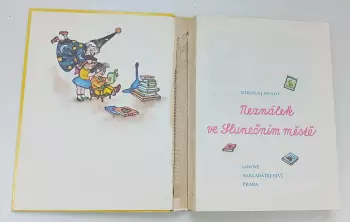 NIKOLAJ NOSOV
Neználek
ve Slunečním městě
LIDOVÉ
NAKLADATELSTVÍ
PRAHA